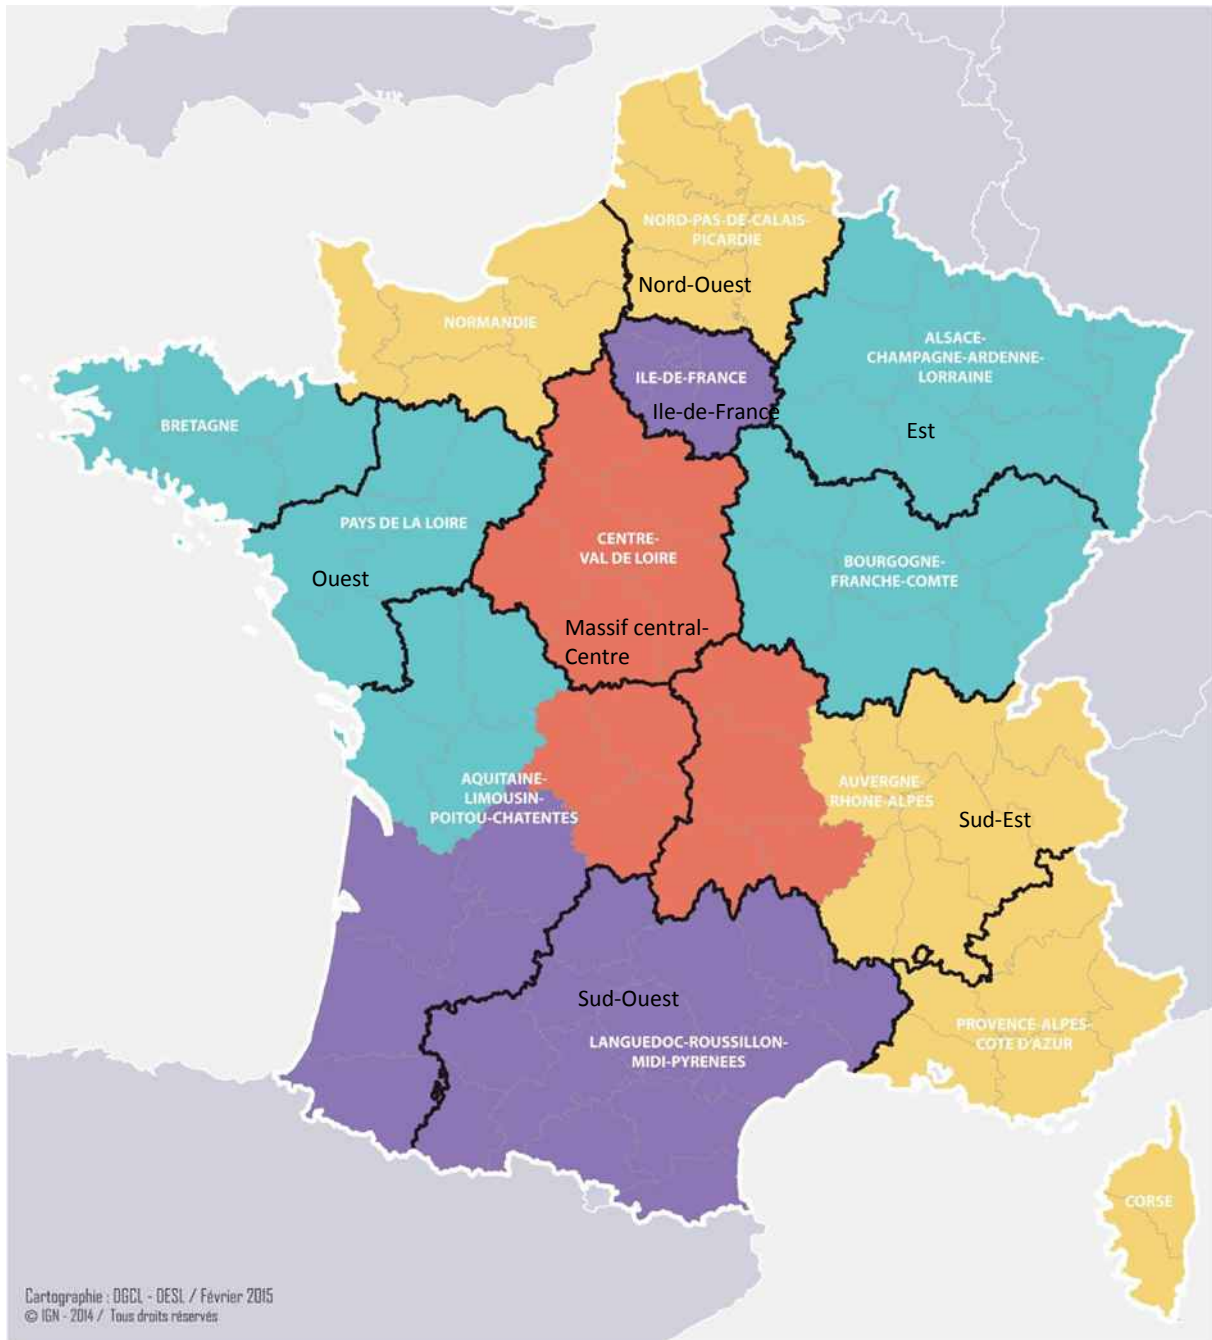 NORD-PAS-DE-CALAIS-
PICARDIE
Nord-Ouest
NORMANDIE
ALSACE-
CHAMPAGNE-ARDENNE-
LORRAINE
ILE-DE-FRANCE
Ile-de-France
BRETAGNE
Est
PAYS DE LA LOIRE
CENTRE-
VAL DE LOIRE
BOURGOGNE-
FRANCHE-COMTE
Ouest
Massif central-
Centre
AQUITAINE-
LIMOUSIN-
POITOU-CHATENTES
AUVERGNE-
RHONE-ALPES
Sud-Est
Sud-Ouest
LANGUEDOC-ROUSSILLON-
MIDI-PYRENEES
PROVENCE-ALPES-
COTE D'AZUR
CORSE
Cartographie : DGCL - DESL / Février 2015
© IGN - 2014 / Tous droits réservés